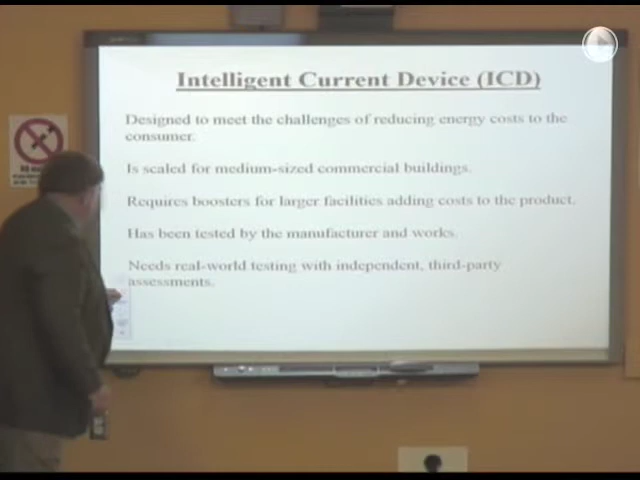 Intelligent Current Device (ICD)
Designed to meet the challenges of reducing energy costs to the
consumer.
Is scaled for medium-sized commercial buildings.
Requires boosters for larger facilities adding costs to the product.
Has been tested by the manufacturer and works.
Needs real-world testing with independent, third-party
assessments.